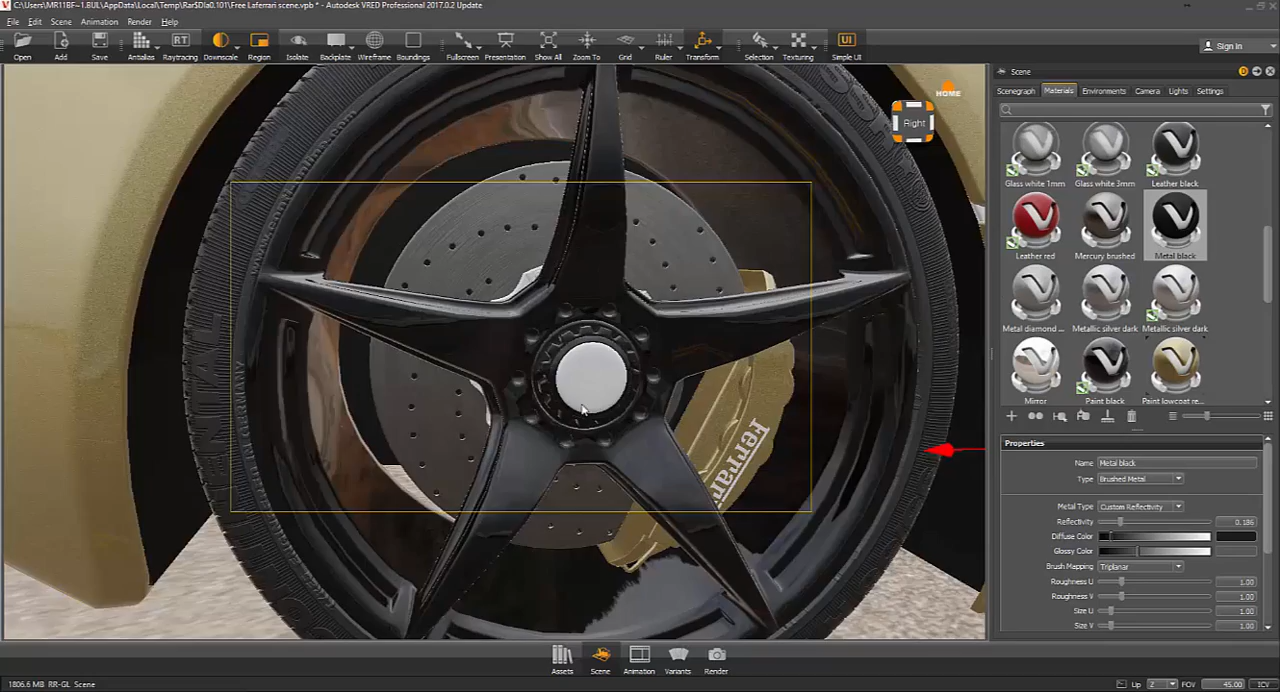 C:\Users\MR11BF~1.BUL\AppData\Local\Temp\Rar$DIa0.101\Free Laferrari scene.vpb * - Autodesk VRED Professional 2017.0.2 Update
File Edit Scene Animation Render Help
Open Add Save Antialias Raytracing Downscale Region Isolate Backplate Wireframe Boundings Fullscreen Presentation Show All Zoom To Grid Ruler Transform Selection Texturing Simple UI
RT
UI
Sign In
Scene
Scenegraph Materials Environments Camera Lights Settings
HOME
Right
Glass white 1mm Glass white 3mm Leather black
Leather red Mercury brushed Metal black
Metal diamond ... Metallic silver dark Metallic silver dark
Mirror Paint black Paint lowcoat re...
Properties
Name Metal black
Type Brushed Metal
Metal Type Custom Reflectivity
Reflectivity 0.186
Diffuse Color
Glossy Color
Brush Mapping Triplanar
Roughness U 1.00
Roughness V 1.00
Size U 1.00
Size V 1.00
GERMANY
Ferrari
Assets Scene Animation Variants Render
1806.6 MB RR-GL Scene
Up 2 FOV 45.00 ICV